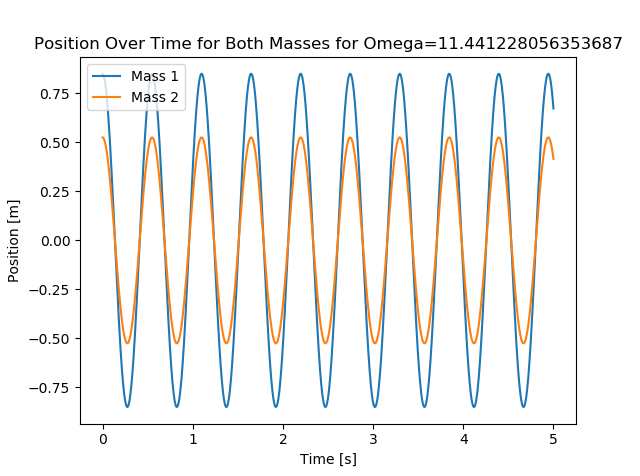 Position Over Time for Both Masses for Omega=11.441228056353687
Mass 1
Mass 2
0.75
0.50
0.25
0.00
−0.25
−0.50
−0.75
Position [m]
0 1 2 3 4 5
Time [s]